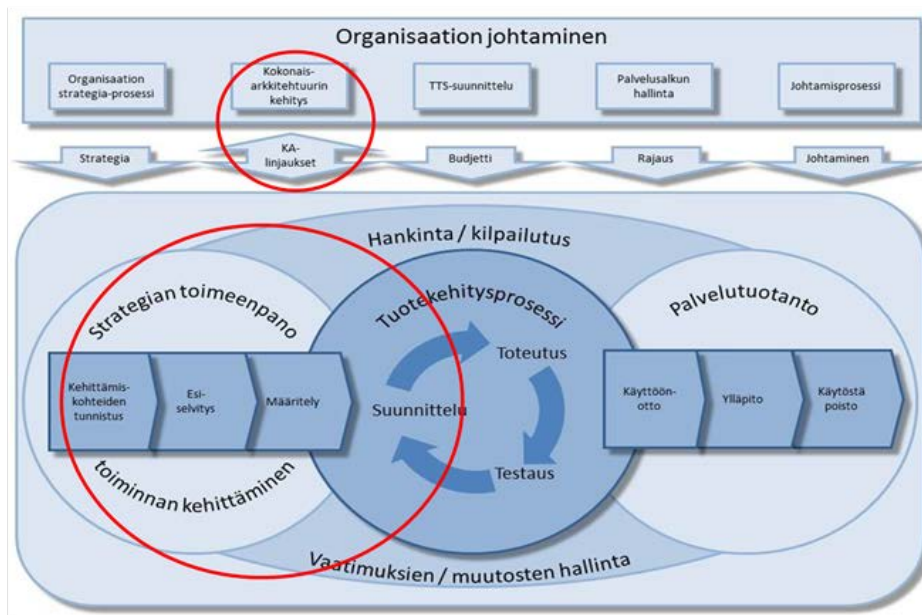 Organisaation johtaminen
Organisaation
strategia-prosessi
Kokonais-
arkkitehtuurin
kehitys
TTS-suunnittelu
Palvelusalkun
hallinta
Johtamisprosessi
Strategia
KA-
linjaukset
Budjetti
Rajaus
Johtaminen
Hankinta / kilpailutus
Strategian toimeenpano
Tuotekehitysprosessi
Palvelutuotanto
Kehittämis-
kohteiden
tunnistus
Esi-
selvitys
Määritely
Suunnittelu
Toteutus
Testaus
Käyttöön-
otto
Ylläpito
Käytöstä
poisto
toiminnan kehittäminen
Vaatimuksien / muutosten hallinta